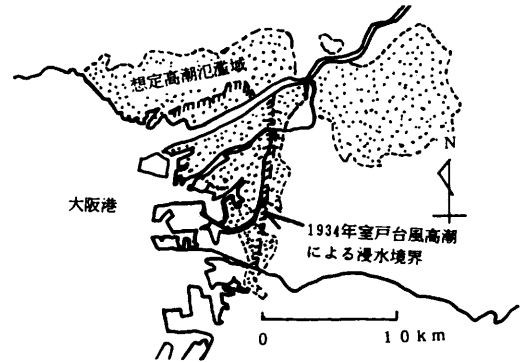 想定高潮氾濫域
N
大阪港
1934年室戸台風高潮
による浸水境界
0 10km